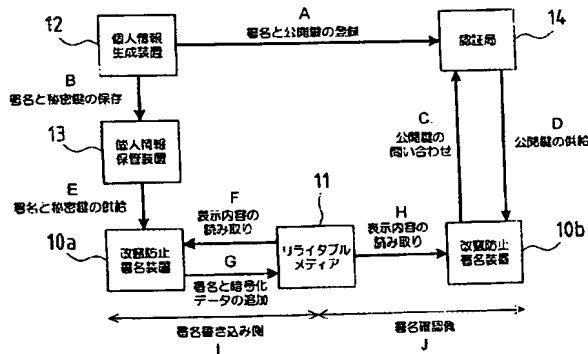 12
個人情報
生成装置
A
署名と公開鍵の登録
14
認証局
B
署名と秘密鍵の保存
13
個人情報
保管装置
C.
公開鍵の
問い合わせ
D
公開鍵の供給
E
署名と秘密鍵の供給
F
表示内容の
読み取り
11
H
表示内容の
読み取り
10a
改竄防止
署名装置
リライタブル
メディア
10b
改竄防止
署名装置
G
署名と暗号化
データの追加
署名書き込み側
I
署名確認側
J